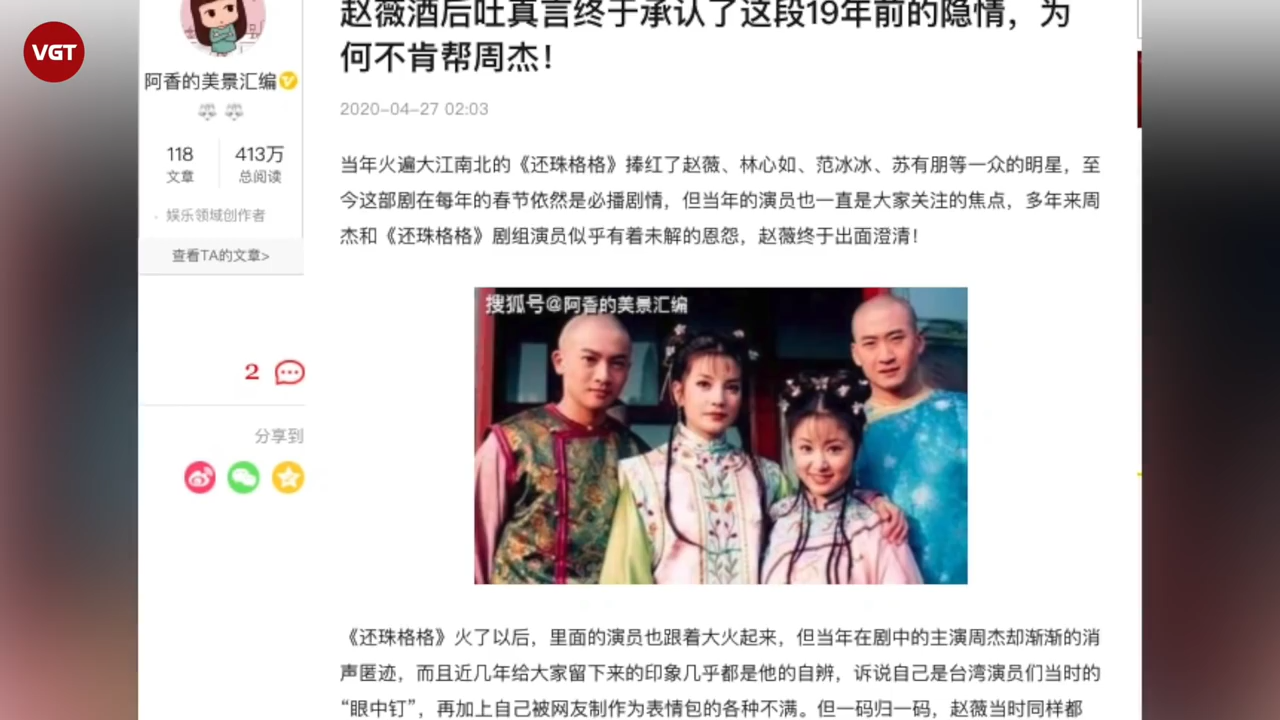 VGT
赵薇酒后吐真言终于承认了这段19年前的隐情，为
何不肯帮周杰！
阿香的美景汇编
2020-04-27 02:03
118
413万
文章
总阅读
· 娱乐领域创作者
查看TA的文章>
当年火遍大江南北的《还珠格格》捧红了赵薇、林心如、范冰冰、苏有朋等一众的明星，至
今这部剧在每年的春节依然是必播剧情，但当年的演员也一直是大家关注的焦点，多年来周
杰和《还珠格格》剧组演员似乎有着未解的恩怨，赵薇终于出面澄清！
搜狐号@阿香的美景汇编
2
分享到
《还珠格格》火了以后，里面的演员也跟着大火起来，但当年在剧中的主演周杰却渐渐的消
声匿迹，而且近几年给大家留下来的印象几乎都是他的自辨，诉说自己是台湾演员们当时的
“眼中钉”，再加上自己被网友制作为表情包的各种不满。但一码归一码，赵薇当时同样都